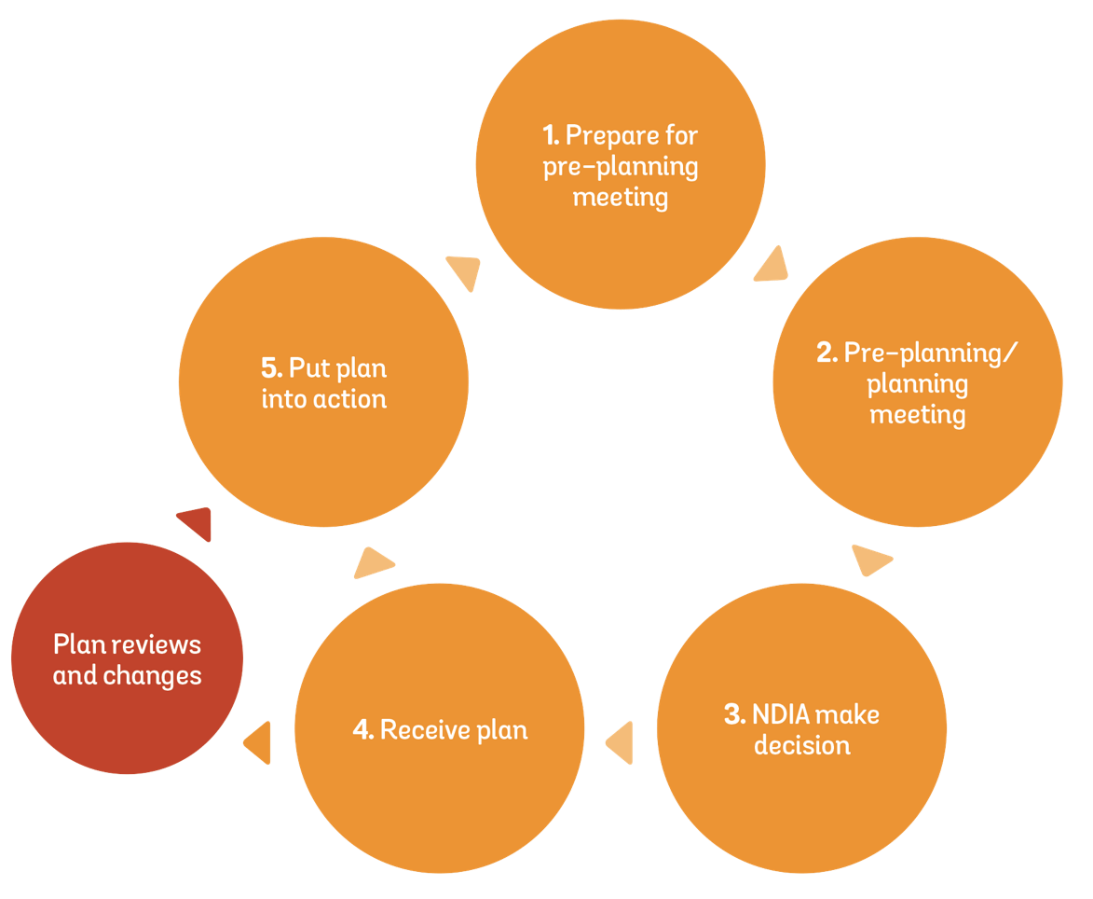 1. Prepare for
pre-planning
meeting
2. Pre-planning/
planning
meeting
3. NDIA make
decision
4. Receive plan
5. Put plan
into action
Plan reviews
and changes